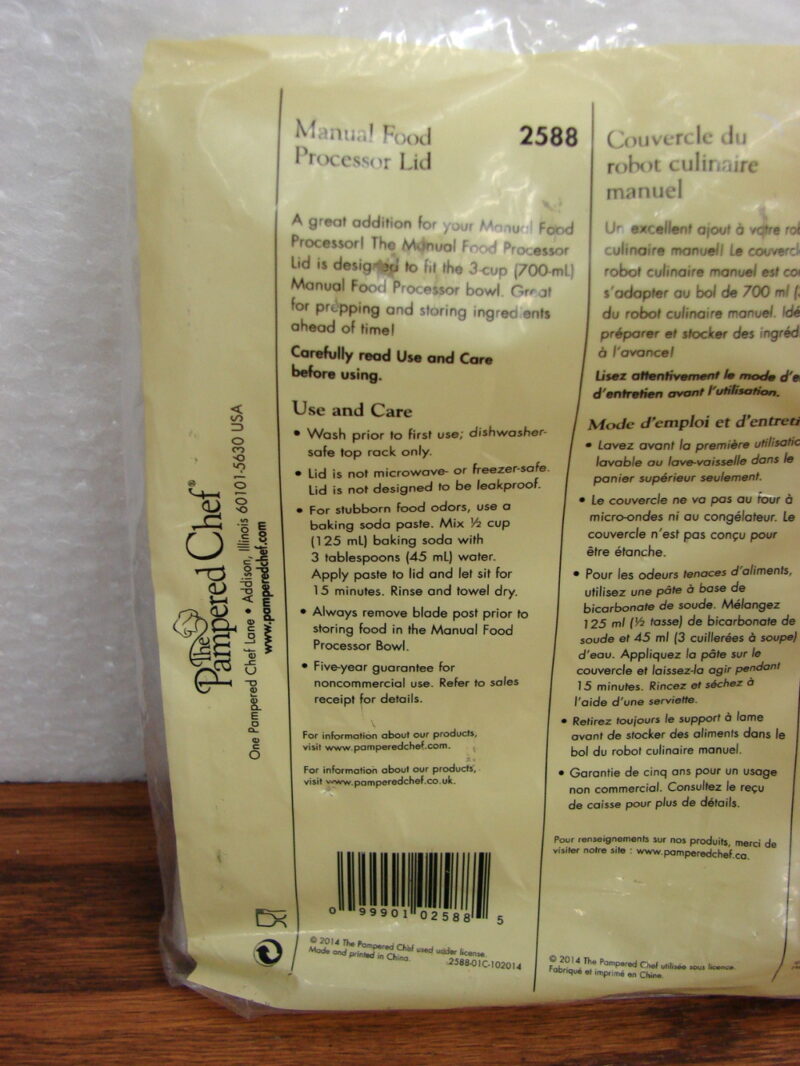 The
Pampered Chef®
One Pampered Chef Lane • Addison, Illinois 60101-5630 USA
www.pamperedchef.com
Manual Food
Processor Lid
2588
A great addition for your Manual Food
Processor! The Manual Food Processor
Lid is designed to fit the 3-cup (700-mL)
Manual Food Processor bowl. Great
for prepping and storing ingredients
ahead of time!
Carefully read Use and Care
before using.
Use and Care
• Wash prior to first use; dishwasher-
safe top rack only.
• Lid is not microwave- or freezer-safe.
Lid is not designed to be leakproof.
• For stubborn food odors, use a
baking soda paste. Mix ½ cup
(125 mL) baking soda with
3 tablespoons (45 mL) water.
Apply paste to lid and let sit for
15 minutes. Rinse and towel dry.
• Always remove blade post prior to
storing food in the Manual Food
Processor Bowl.
• Five-year guarantee for
noncommercial use. Refer to sales
receipt for details.
For information about our products,
visit www.pamperedchef.com.
For information about our products,
visit www.pamperedchef.co.uk.
0 99901 02588 5
© 2014 The Pampered Chef used under license.
Made and printed in China.
2588-01C-102014
Couvercle du
robot culinaire
manuel
Un excellent ajout à votre
culinaire manuel! Le
robot culinaire manuel est
s'adapter au bol de 700 ml
du robot culinaire manuel.
préparer et stocker des
à l'avance!
Lisez attentivement le mode
d'entretien avant l'utilisation.
Mode d'emploi et
• Lavez avant la première
lavable au lave-vaisselle dans le
panier supérieur seulement.
• Le couvercle ne va pas au four à
micro-ondes ni au congélateur. Le
couvercle n'est pas conçu pour
être étanche.
• Pour les odeurs tenaces d'aliments,
utilisez une pâte à base de
bicarbonate de soude. Mélangez
125 ml (½ tasse) de bicarbonate de
soude et 45 ml (3 cuillerées à soupe)
d'eau. Appliquez la pâte sur le
couvercle et laissez-la agir pendant
15 minutes. Rincez et séchez à
l'aide d'une serviette.
• Retirez toujours le support à lame
avant de stocker des aliments dans le
bol du robot culinaire manuel.
• Garantie de cinq ans pour un usage
non commercial. Consultez le reçu
de caisse pour plus de détails.
Pour renseignements sur nos produits, merci de
visiter notre site : www.pamperedchef.ca.
© 2014 The Pampered Chef utilisée sous licence.
Fabriqué et imprimé en Chine.